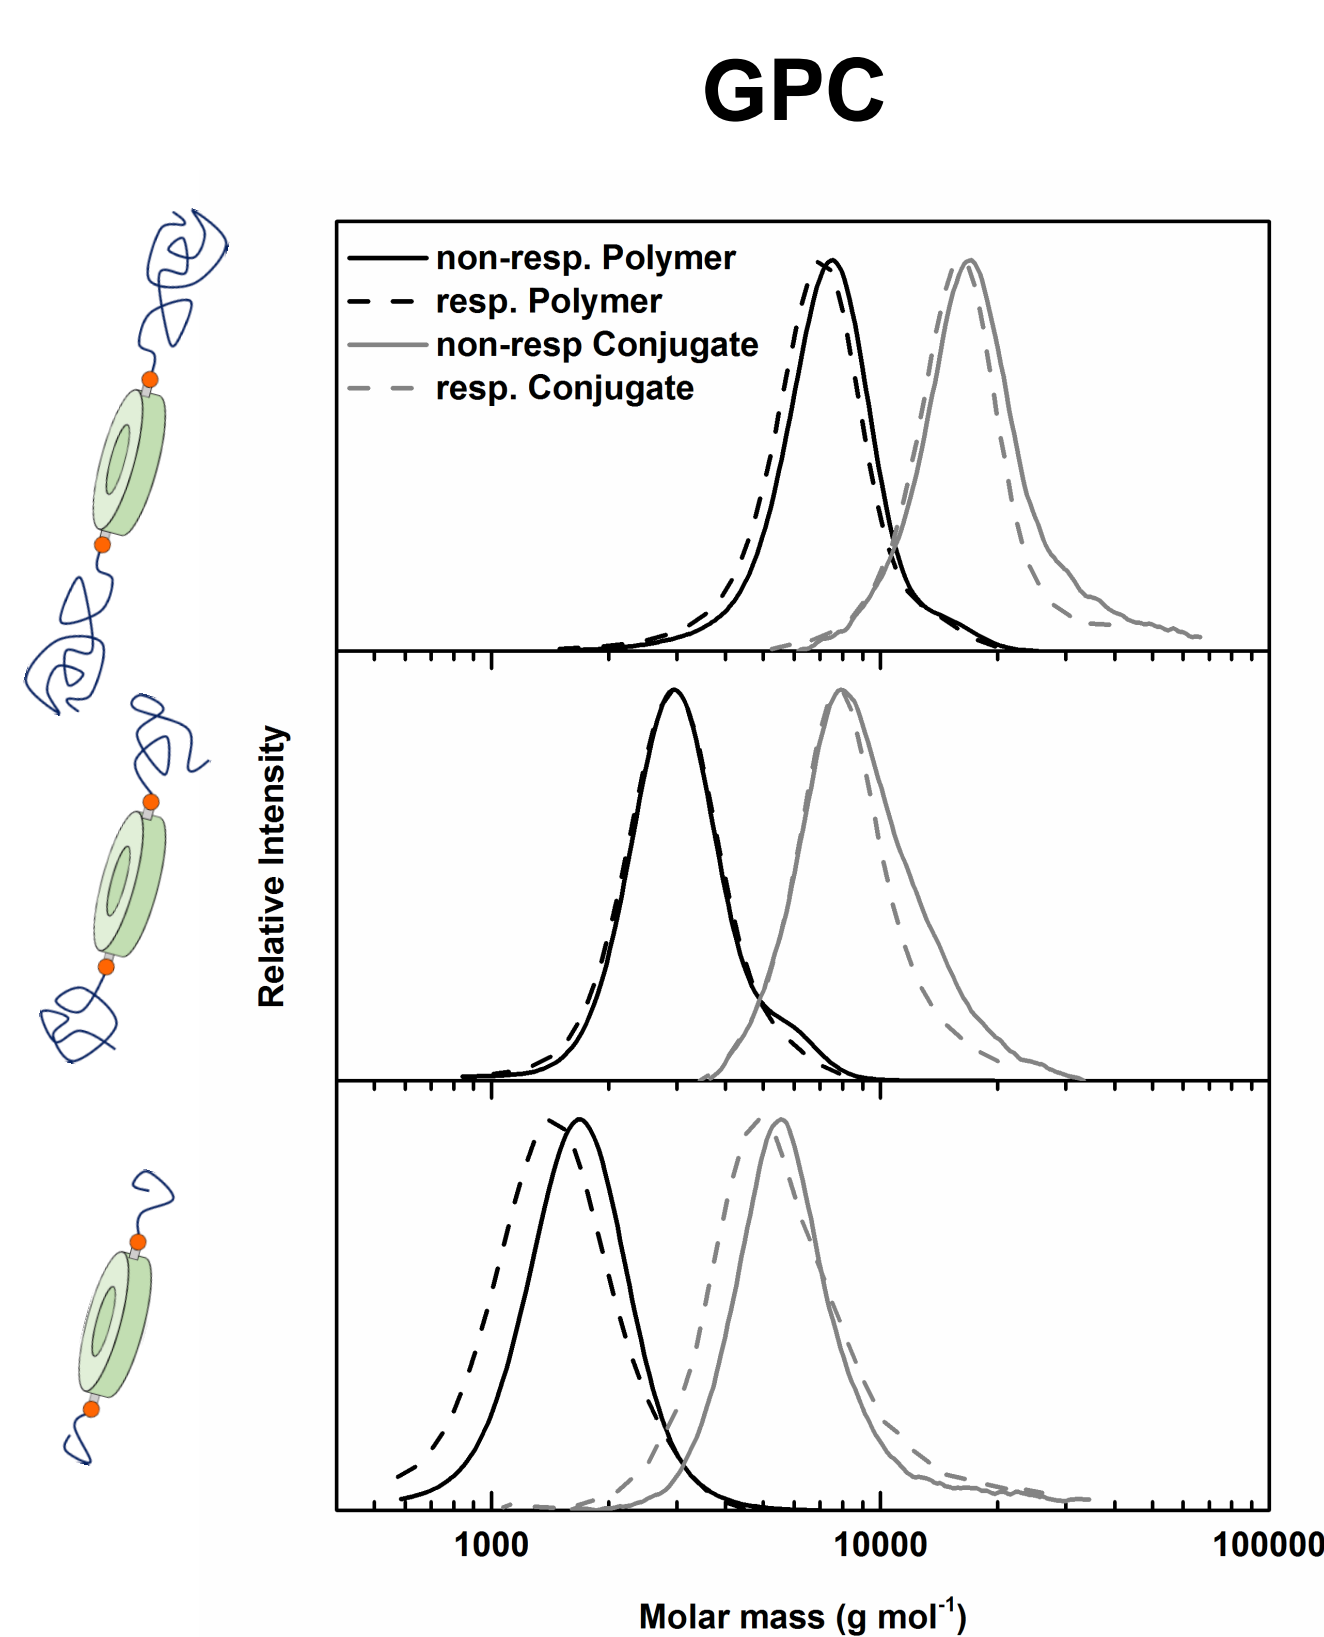 GPC
non-resp. Polymer
resp. Polymer
non-resp Conjugate
resp. Conjugate
Relative Intensity
1000
10000
100000
Molar mass (g mol⁻¹)